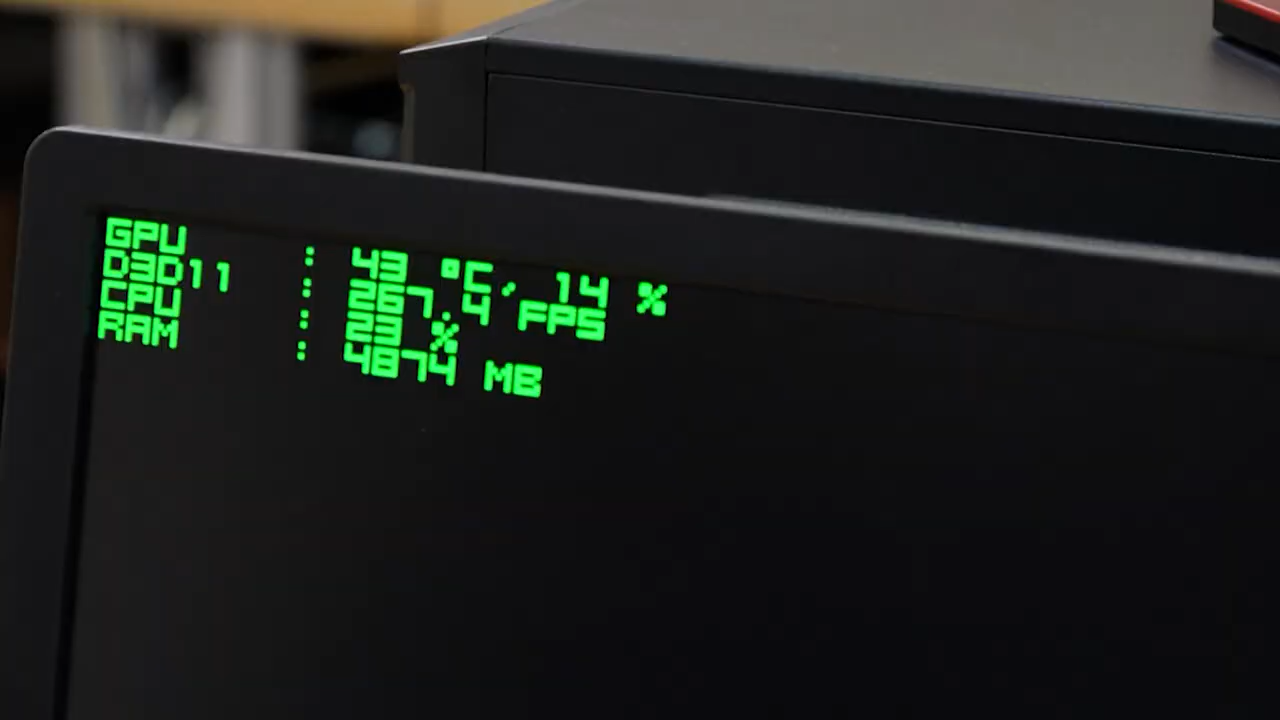 GPU : 43 °C, 14 %
D3D11 : 267.4 FPS
CPU : 23 %
RAM : 4874 MB